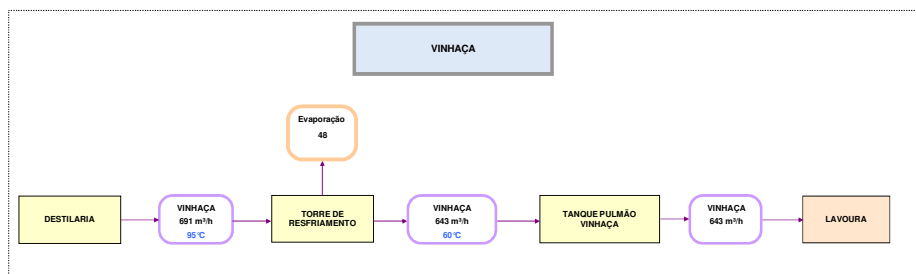 VINHAÇA
Evaporação
48
DESTILARIA
VINHAÇA
691 m³/h
95°C
TORRE DE
RESFRIAMENTO
VINHAÇA
643 m³/h
60°C
TANQUE PULMÃO
VINHAÇA
VINHAÇA
643 m³/h
LAVOURA